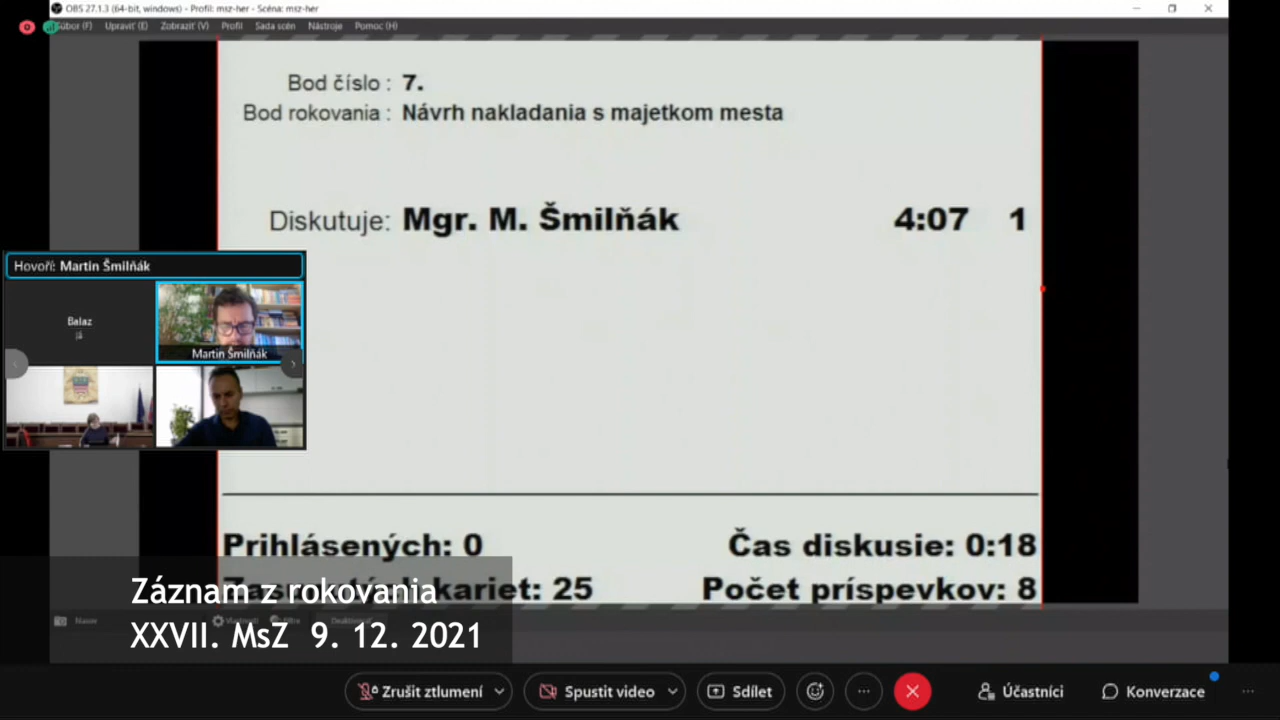 OBS 27.1.3 (64-bit, windows) - Profil: msz-her - Scéna: msz-her
Súbor (F) Upraviť (E) Zobraziť (V) Profil Sada scén Nástroje Pomoc (H)
Bod číslo : 7.
Bod rokovania : Návrh nakladania s majetkom mesta
Diskutuje: Mgr. M. Šmilňák 4:07 1
Hovoří: Martin Šmilňák
Balaz
já
Martin Šmilňák
Prihlásených: 0 Čas diskusie: 0:18
kariet: 25 Počet príspevkov: 8
Záznam z rokovania
XXVII. MsZ 9. 12. 2021
Zrušit ztlumení Spustit video Sdílet Účastníci Konverzace